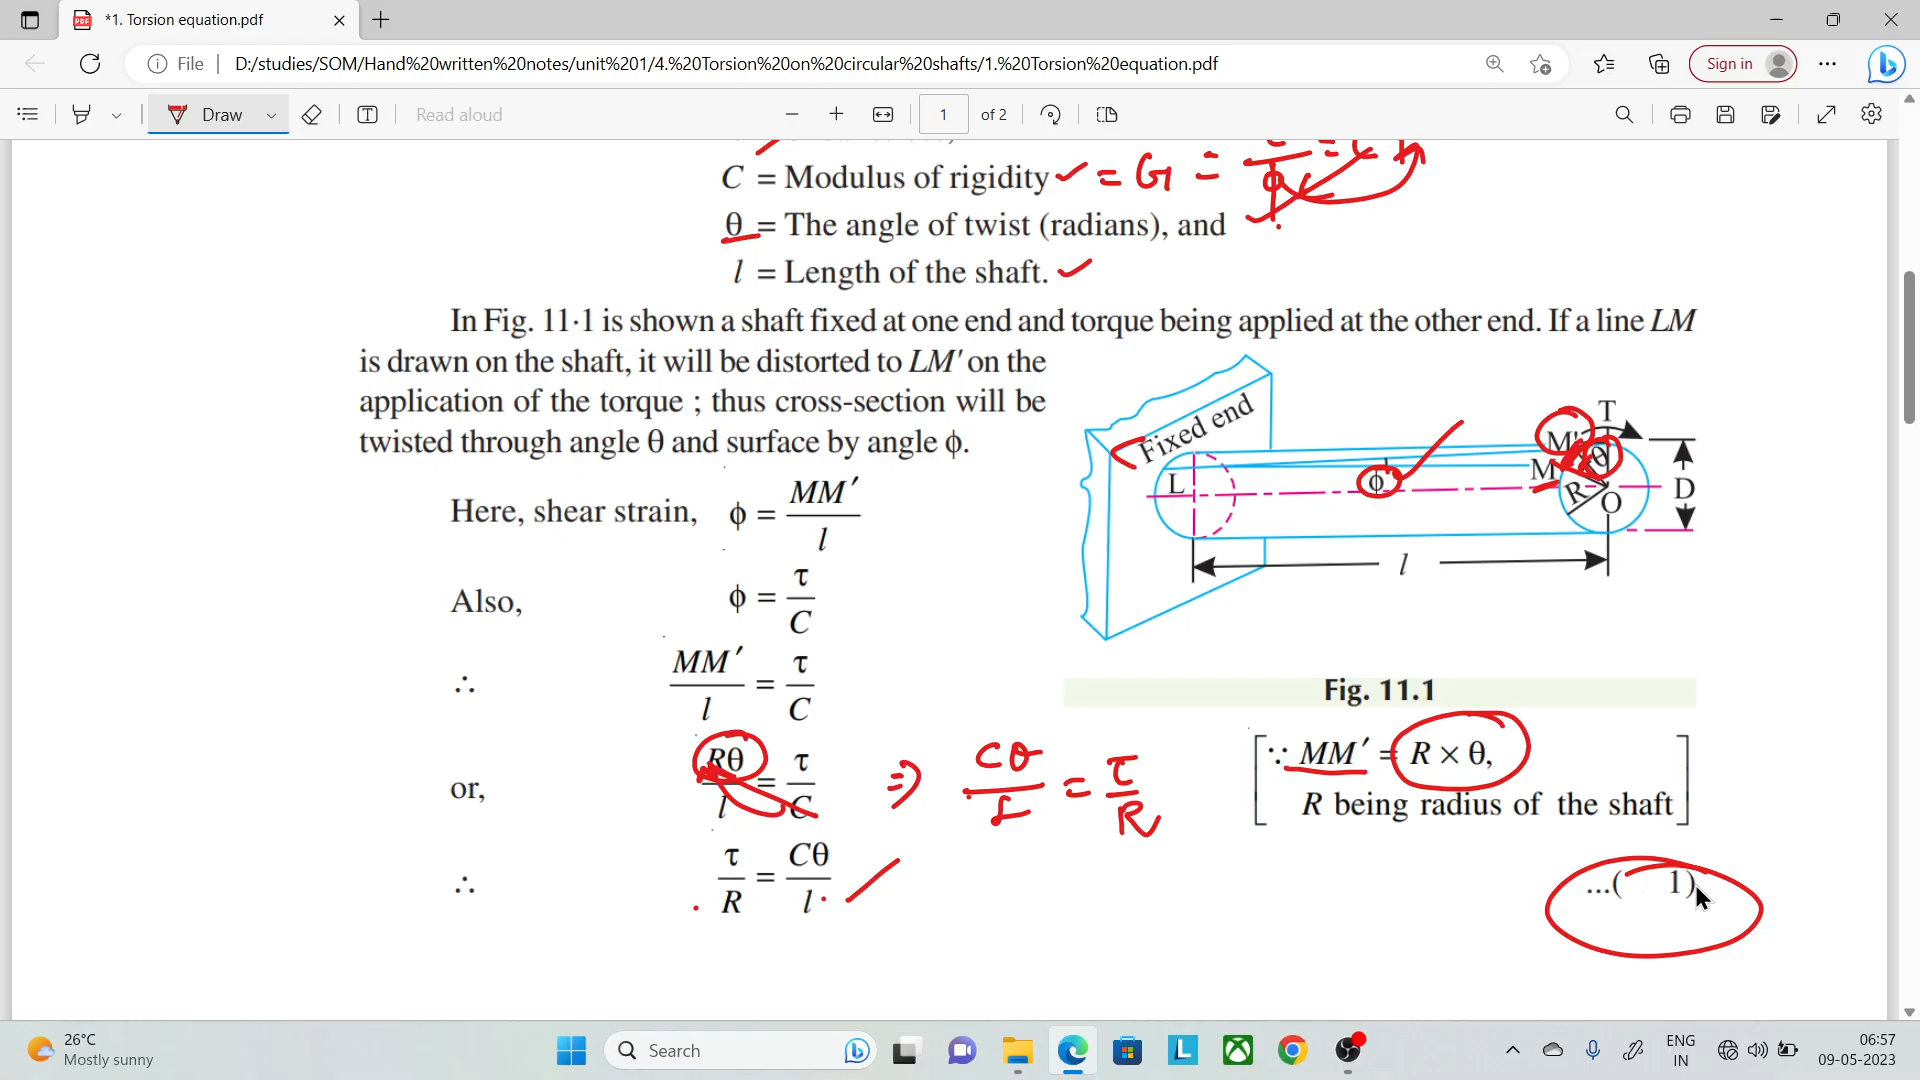 *1. Torsion equation.pdf
File
D:/studies/SOM/Hand%20written%20notes/unit%201/4.%20Torsion%20on%20circular%20shafts/1.%20Torsion%20equation.pdf
Sign in
Draw
Read aloud
1 of 2
C = Modulus of rigidity = G =
θ = The angle of twist (radians), and
l = Length of the shaft.
In Fig. 11·1 is shown a shaft fixed at one end and torque being applied at the other end. If a line LM
is drawn on the shaft, it will be distorted to LM′ on the
application of the torque ; thus cross-section will be
twisted through angle θ and surface by angle ϕ.
Fixed end
T
M′
θ
M
L
ϕ
R
O
D
l
Here, shear strain, ϕ = MM′ / l
Also, ϕ = τ / C
∴ MM′ / l = τ / C
Fig. 11.1
or, Rθ / l = τ / C ⇒ Cθ / L = τ / R
[∵ MM′ = R × θ,
R being radius of the shaft]
∴ τ / R = Cθ / l
...( 1)
26°C
Mostly sunny
Search
ENG
IN
06:57
09-05-2023